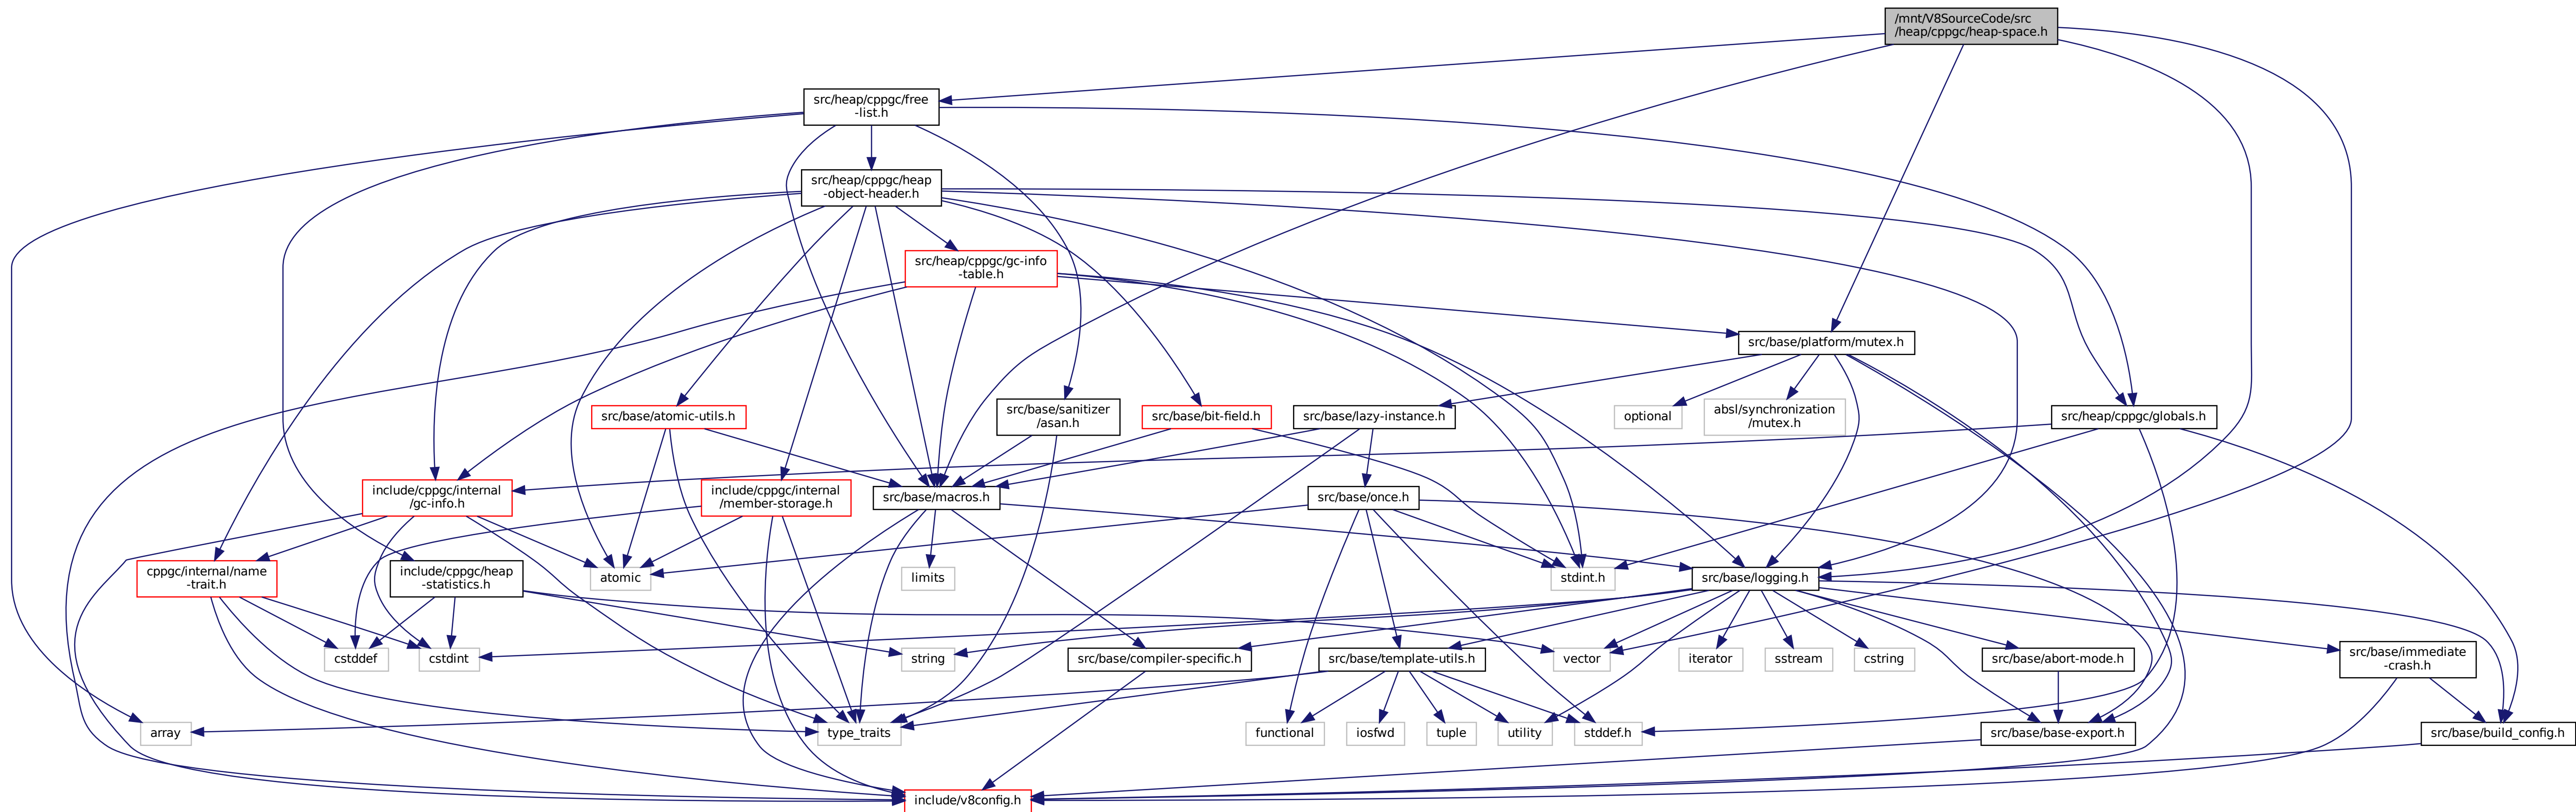 /mnt/V8SourceCode/src
/heap/cppgc/heap-space.h
src/heap/cppgc/free
-list.h
src/heap/cppgc/heap
-object-header.h
src/heap/cppgc/gc-info
-table.h
src/base/platform/mutex.h
src/base/atomic-utils.h
src/base/sanitizer
/asan.h
src/base/bit-field.h
src/base/lazy-instance.h
optional
absl/synchronization
/mutex.h
src/heap/cppgc/globals.h
include/cppgc/internal
/gc-info.h
include/cppgc/internal
/member-storage.h
src/base/macros.h
src/base/once.h
cppgc/internal/name
-trait.h
include/cppgc/heap
-statistics.h
atomic
limits
stdint.h
src/base/logging.h
cstddef
cstdint
string
src/base/compiler-specific.h
src/base/template-utils.h
vector
iterator
sstream
cstring
src/base/abort-mode.h
src/base/immediate
-crash.h
array
type_traits
functional
iosfwd
tuple
utility
stddef.h
src/base/base-export.h
src/base/build_config.h
include/v8config.h